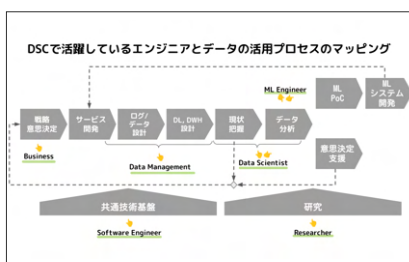 DSCで活躍しているエンジニアとデータの活用プロセスのマッピング
ML Engineer
ML
PoC
ML
システム
開発
戦略
意思決定
サービス
開発
ログ/
データ
設計
DL, DWH
設計
現状
把握
データ
分析
Business
Data Management
Data Scientist
意思決定
支援
共通技術基盤
研究
Software Engineer
Researcher